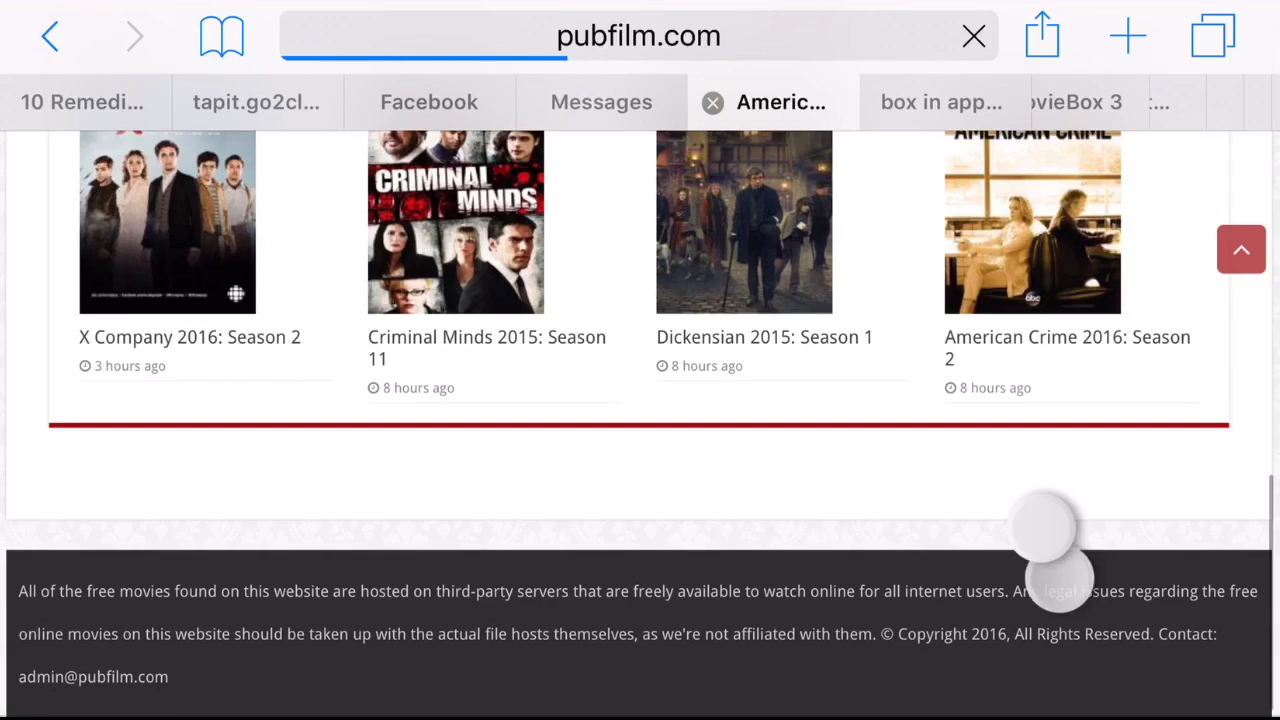 pubfilm.com
10 Remedi...
tapit.go2cl...
Facebook
Messages
Americ...
box in app...
ovieBox 3
CRIMINAL
MINDS
AMERICAN CRIME
abc
X Company 2016: Season 2
3 hours ago
Criminal Minds 2015: Season
11
8 hours ago
Dickensian 2015: Season 1
8 hours ago
American Crime 2016: Season
2
8 hours ago
All of the free movies found on this website are hosted on third-party servers that are freely available to watch online for all internet users. Any legal issues regarding the free
online movies on this website should be taken up with the actual file hosts themselves, as we're not affiliated with them. © Copyright 2016, All Rights Reserved. Contact:
admin@pubfilm.com